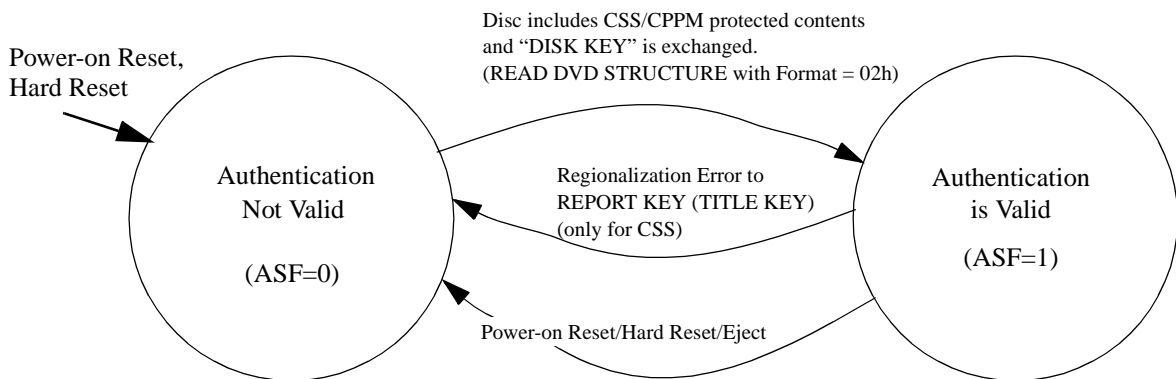 Disc includes CSS/CPPM protected contents
and “DISK KEY” is exchanged.
(READ DVD STRUCTURE with Format = 02h)
Power-on Reset,
Hard Reset
Authentication
Not Valid
(ASF=0)
Regionalization Error to
REPORT KEY (TITLE KEY)
(only for CSS)
Authentication
is Valid
(ASF=1)
Power-on Reset/Hard Reset/Eject